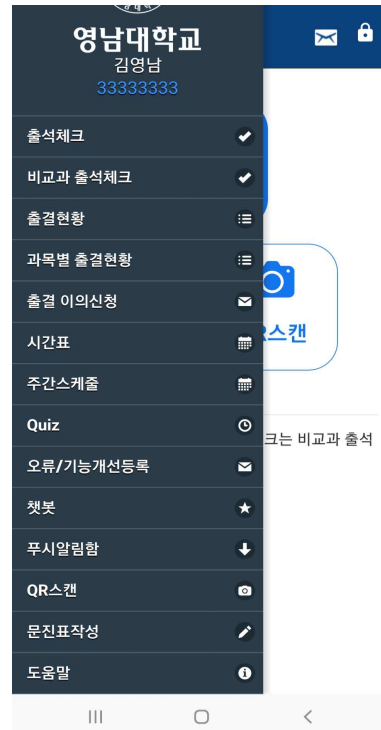 영남대학교
김영남
33333333
출석체크
비교과 출석체크
출결현황
과목별 출결현황
출결 이의신청
스캔
시간표
주간스케줄
Quiz
크는 비교과 출석
오류/기능개선등록
챗봇
푸시알림함
QR스캔
문진표작성
도움말